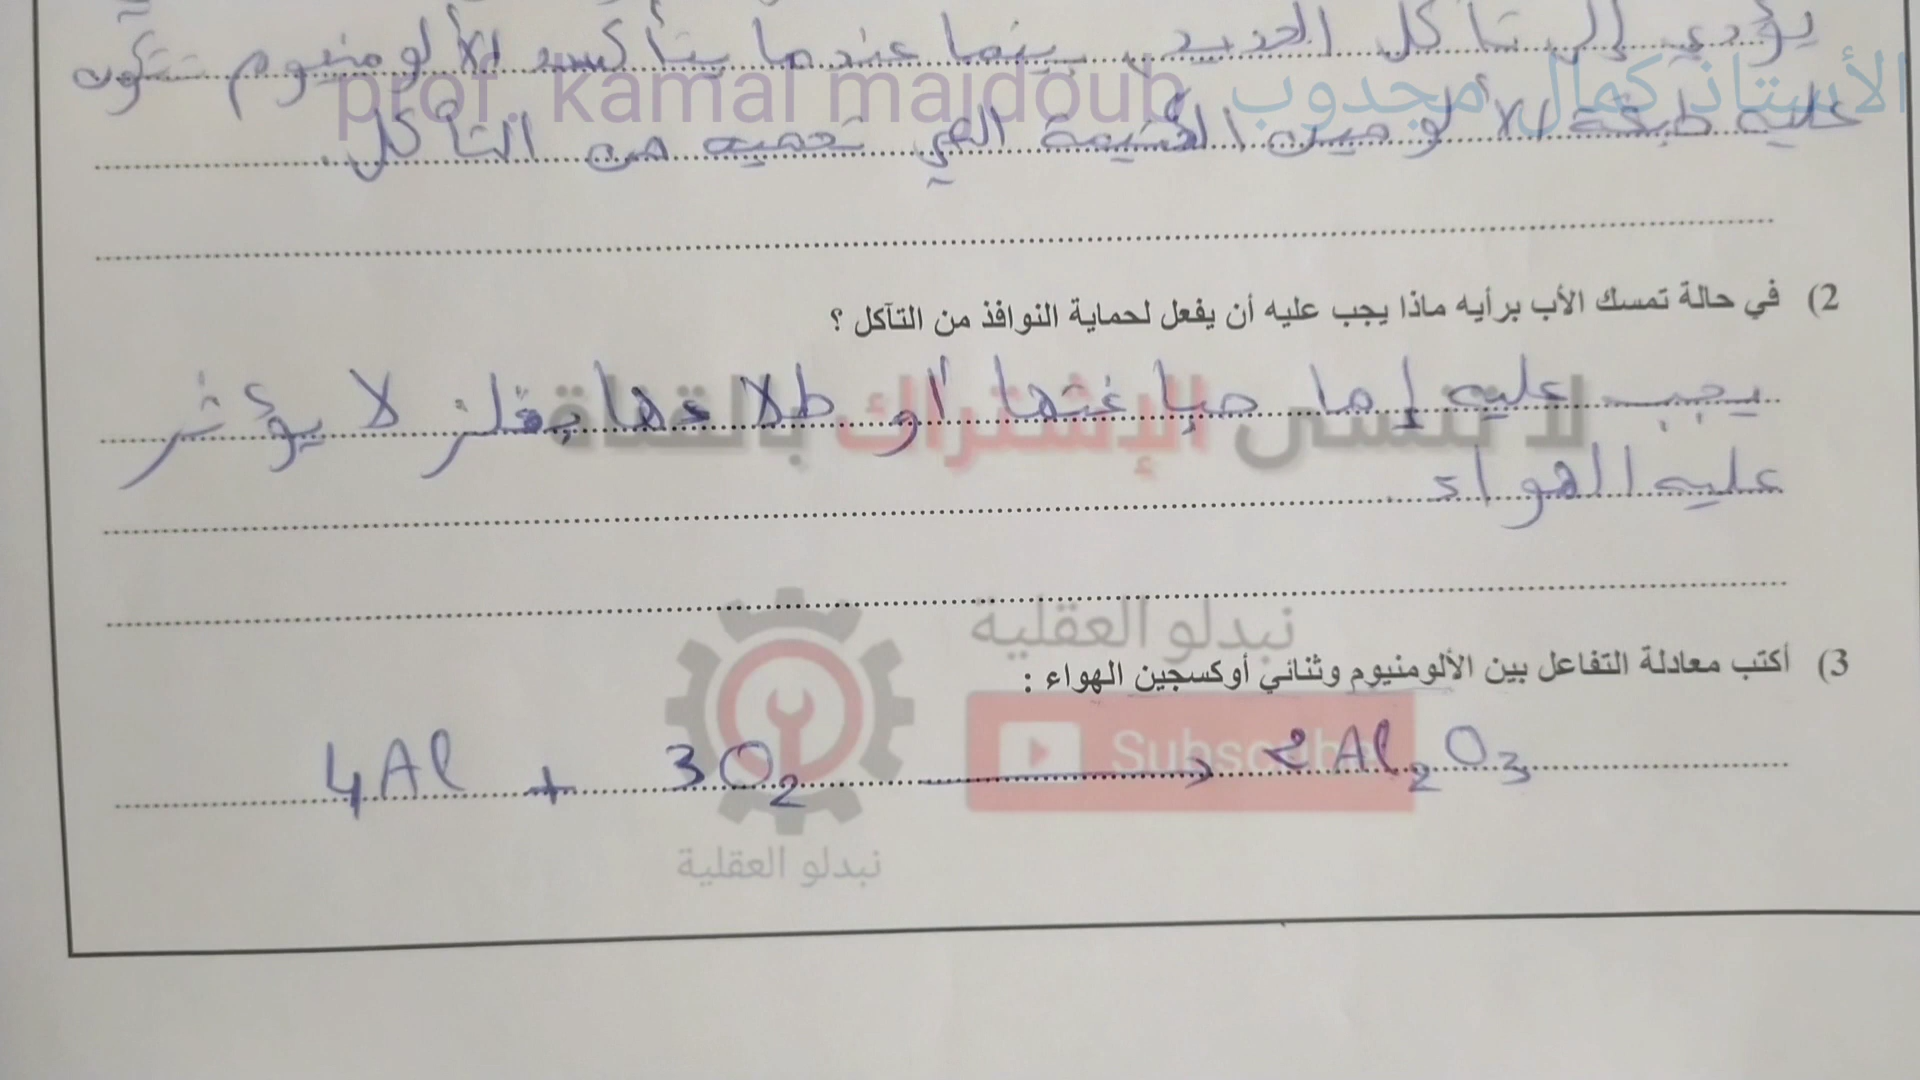 يؤدي إلى تآكل الحديد، بينما عندما يتأكسد الألومنيوم تتكون
prof. kamal majdoub الأستاذ كمال مجدوب
عليه طبقة الألومين الكتيمة التي تحميه من التآكل.
2) في حالة تمسك الأب برأيه ماذا يجب عليه أن يفعل لحماية النوافذ من التآكل ؟
يجب عليه إما صباغتها أو طلاءها بفلز لا يؤثر
لا تنسى الإشتراك بالقناة
عليه الهواء.
نبدلو العقلية
3) أكتب معادلة التفاعل بين الألومنيوم وثنائي أوكسجين الهواء :
4Al + 3O2 → 2Al2O3
Subscribe
نبدلو العقلية